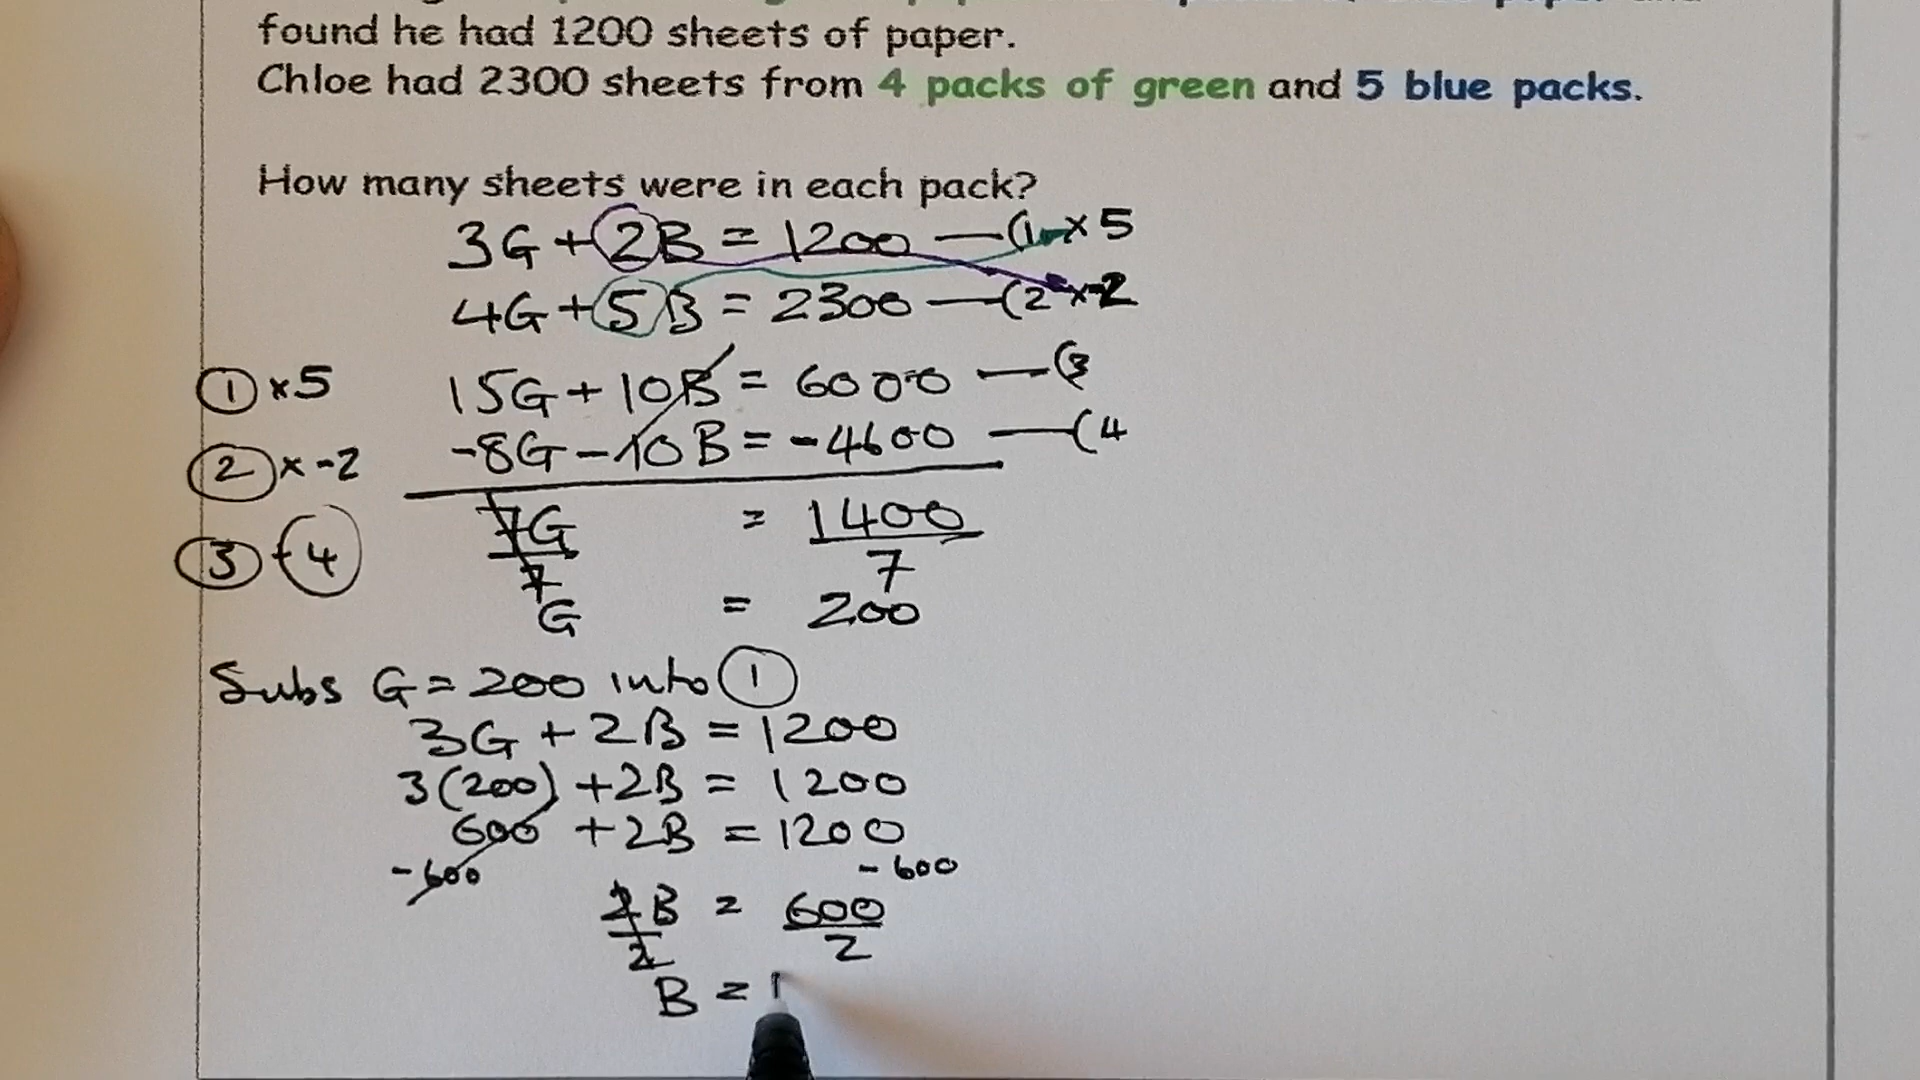 found he had 1200 sheets of paper.
Chloe had 2300 sheets from 4 packs of green and 5 blue packs.
How many sheets were in each pack?
3G + 2B = 1200 — (1 x 5
4G + 5B = 2300 — (2 x -2
① x5 15G + 10B = 6000 — (3
② x -2 -8G - 10B = -4600 — (4
③ + ④ 7G = 1400
7 7
G = 200
Subs G = 200 into ①
3G + 2B = 1200
3(200) + 2B = 1200
600 + 2B = 1200
-600 -600
2B = 600
2 2
B =